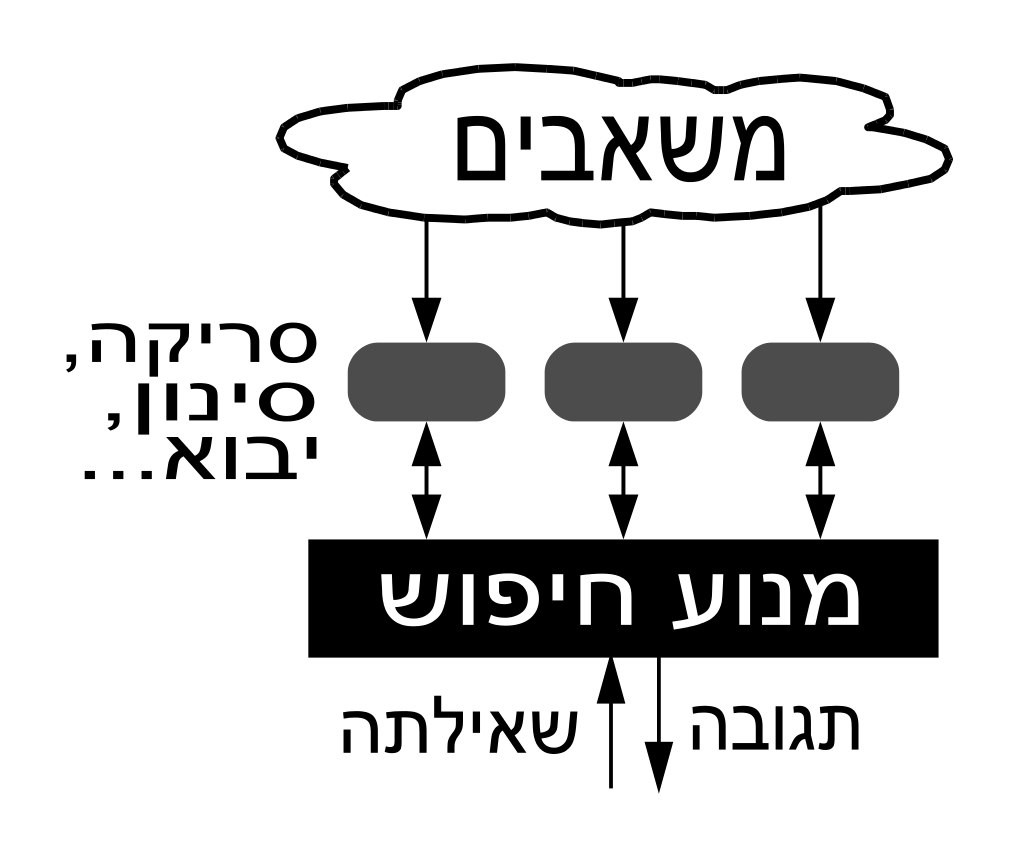 משאבים
סריקה,
סינון,
יבוא...
מנוע חיפוש
תגובה
שאילתה